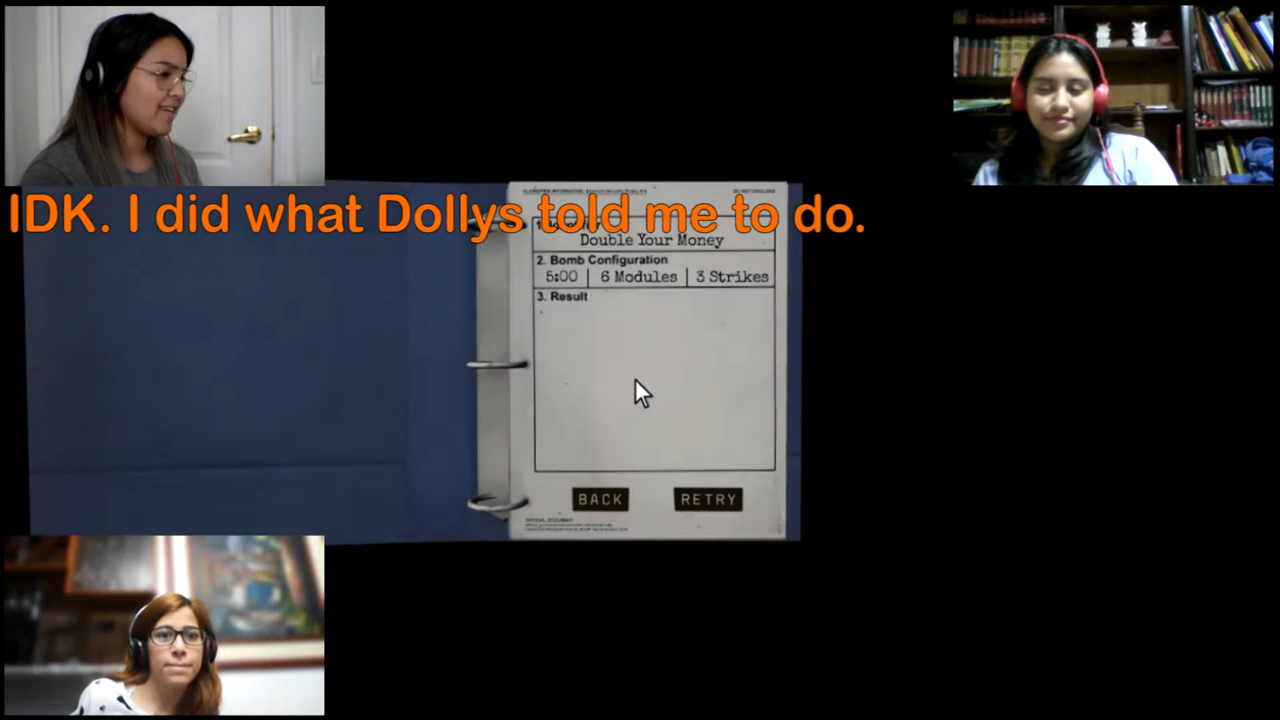 IDK. I did what Dollys told me to do.
Double Your Money
2. Bomb Configuration
5:00 | 6 Modules | 3 Strikes
3. Result
BACK RETRY